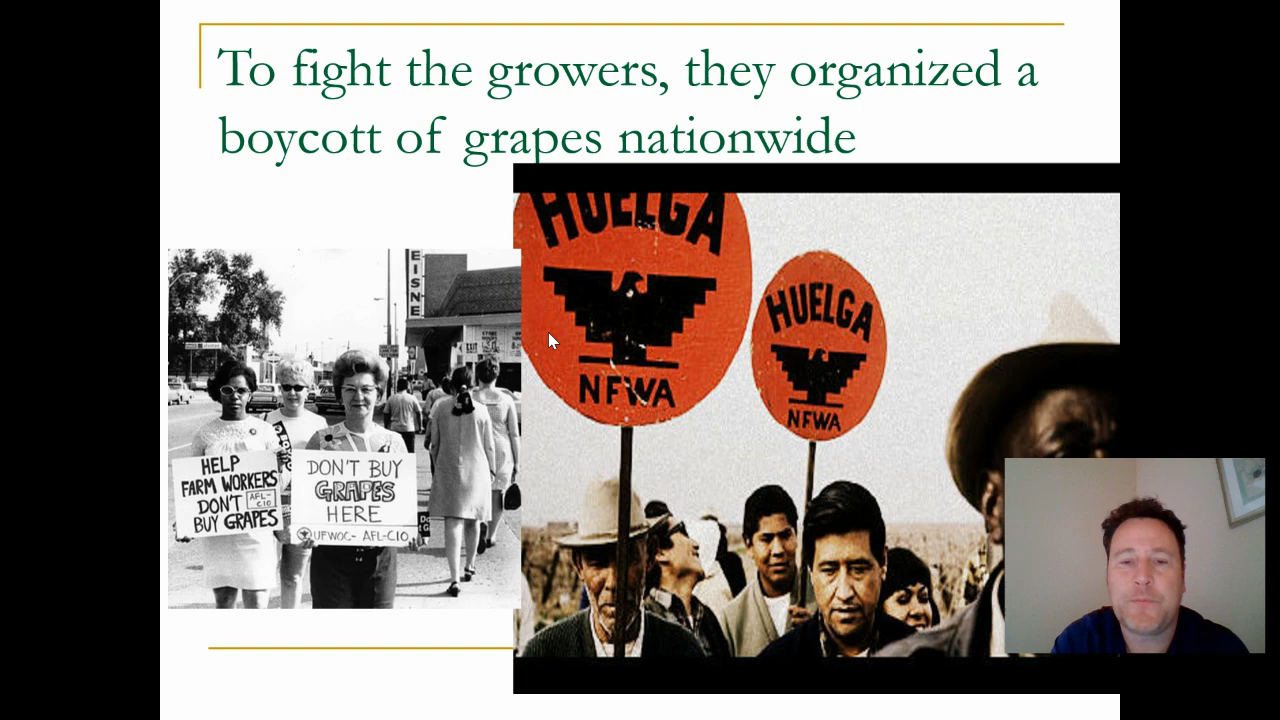 To fight the growers, they organized a
boycott of grapes nationwide
EISNE
HELP
FARM WORKERS
DON'T
AFL-
CIO
BUY GRAPES
DON'T BUY
GRAPES
HERE
UFWOC- AFL-CIO
HUELGA
NFWA
HUELGA
NFWA